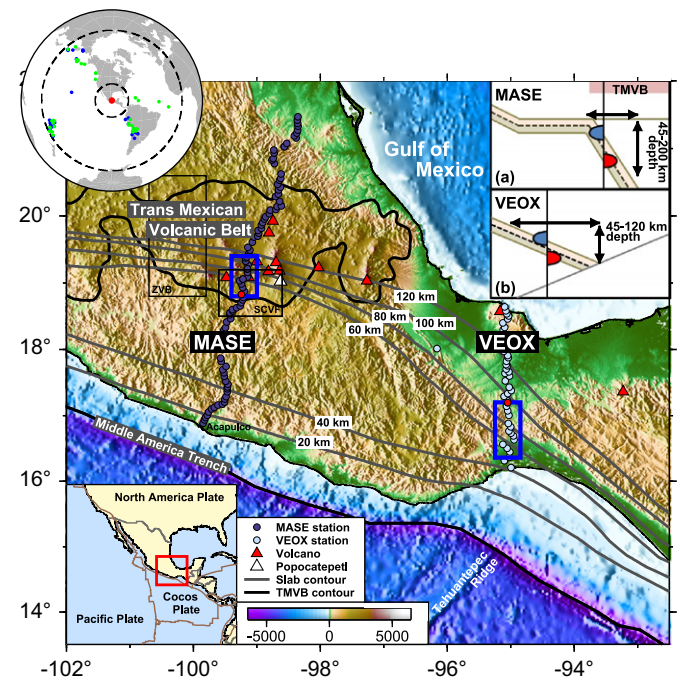 MASE
TMVB
45-200 km
depth
(a)
VEOX
45-120 km
depth
(b)
Gulf of
Mexico
20°
18°
16°
14°
Trans Mexican
Volcanic Belt
ZVB
SCVF
MASE
VEOX
120 km
100 km
80 km
60 km
40 km
20 km
Acapulco
Middle America Trench
Tehuantepec
Ridge
North America Plate
Cocos
Plate
Pacific Plate
MASE station
VEOX station
Volcano
Popocatepetl
Slab contour
TMVB contour
−5000
0
5000
-102°
-100°
-98°
-96°
-94°